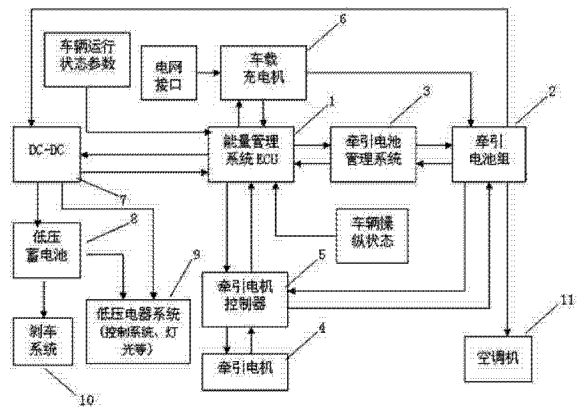 6
车辆运行
状态参数
电网
接口
车载
充电机
1
3
2
DC-DC
能量管理
系统ECU
牵引电池
管理系统
牵引
电池组
7
8
低压
蓄电池
车辆操
纵状态
9
5
牵引电机
控制器
低压电器系统
(控制系统、灯
光等)
11
刹车
系统
牵引电机
4
空调机
10